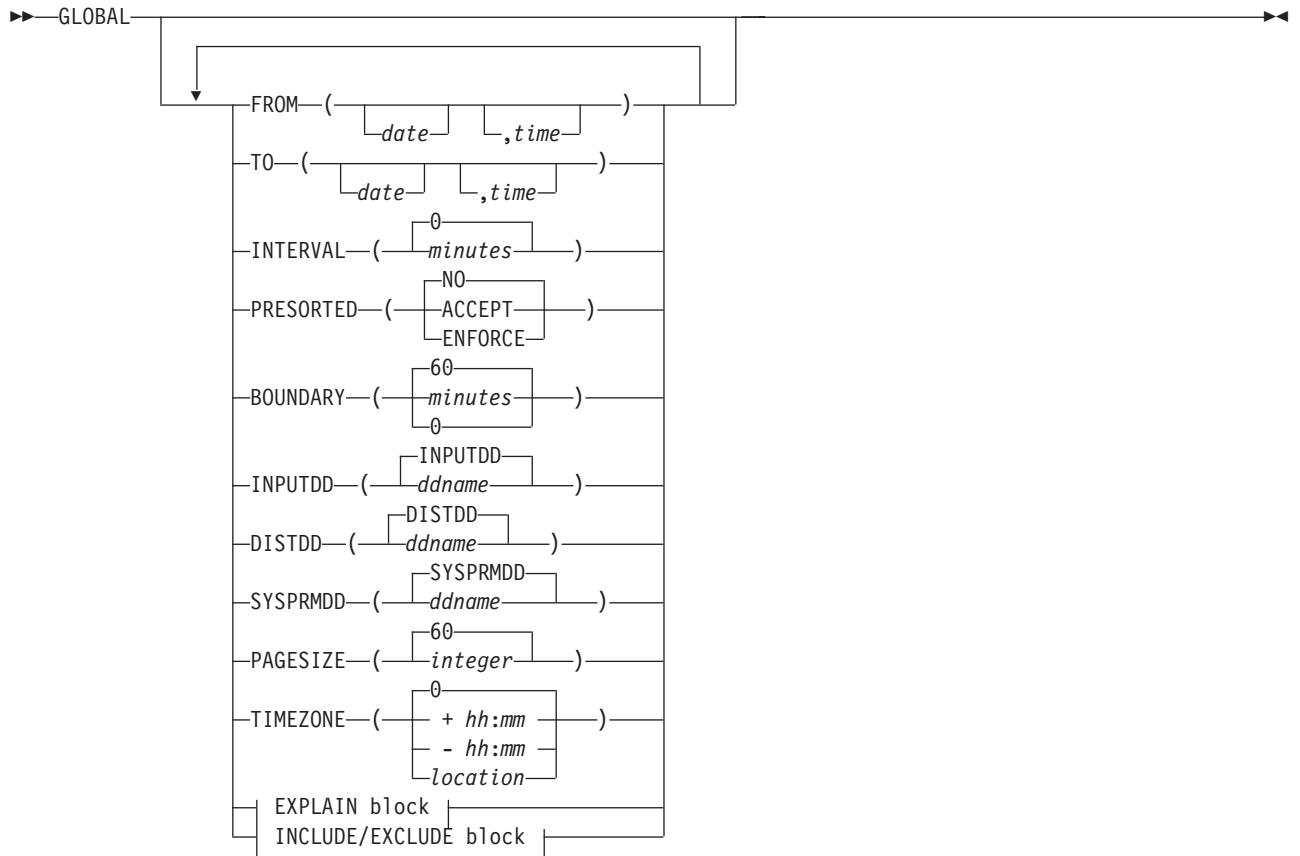 GLOBAL
FROM ( date ,time )
TO ( date ,time )
0
INTERVAL ( minutes )
NO
PRESORTED ( ACCEPT )
ENFORCE
60
BOUNDARY ( minutes )
0
INPUTDD
INPUTDD ( ddname )
DISTDD
DISTDD ( ddname )
SYSPRMDD
SYSPRMDD ( ddname )
60
PAGESIZE ( integer )
0
TIMEZONE ( + hh:mm )
- hh:mm
location
EXPLAIN block
INCLUDE/EXCLUDE block